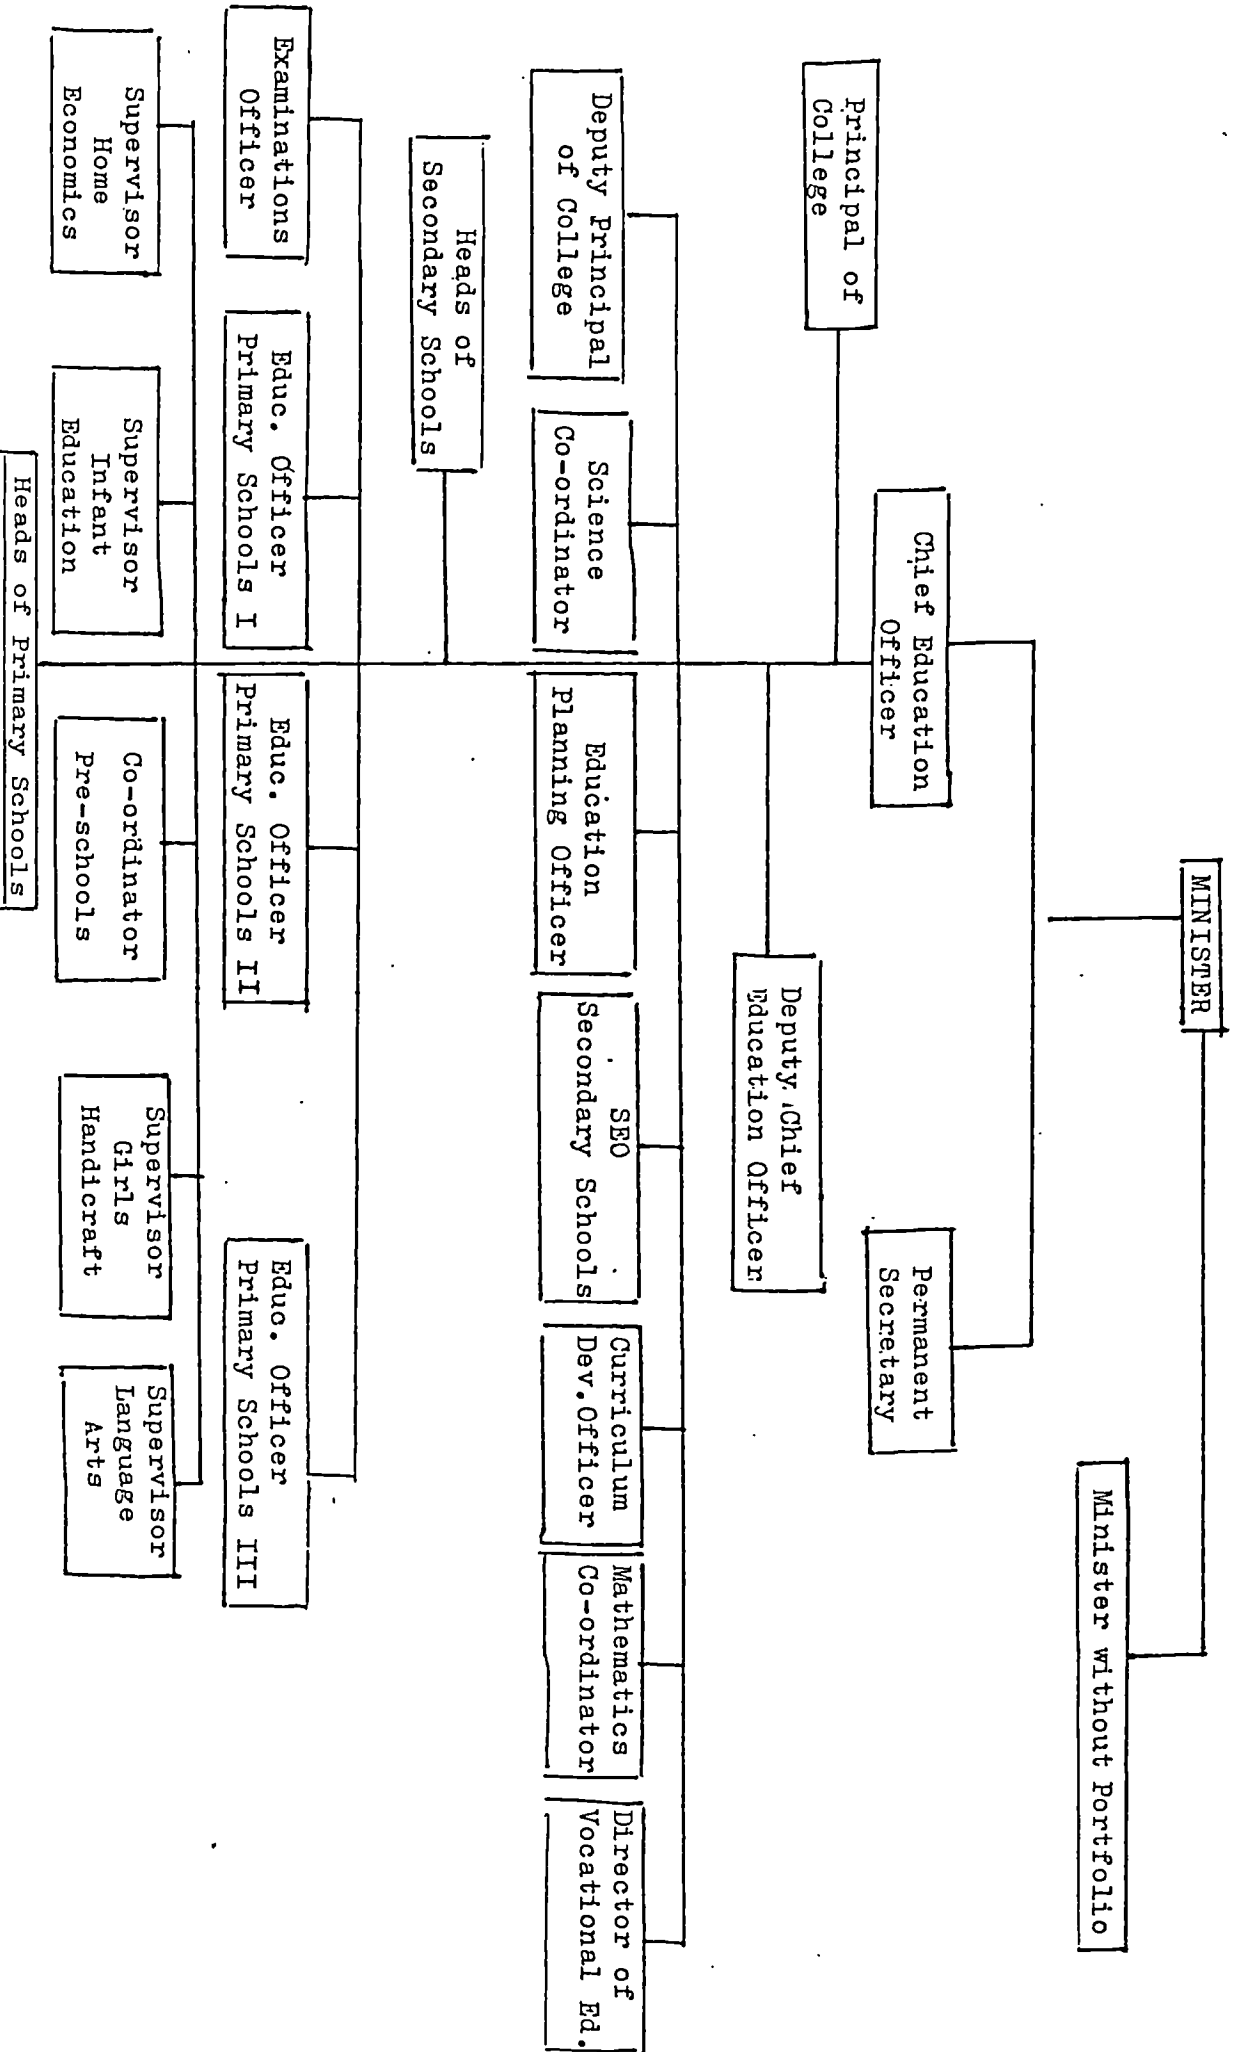 MINISTER
Minister without Portfolio
Chief Education
Officer
Permanent
Secretary
Principal of
College
Deputy Chief
Education Officer
Deputy Principal
of College
Science
Co-ordinator
Education
Planning Officer
SEO
Secondary Schools
Curriculum
Dev.Officer
Mathematics
Co-ordinator
Director of
Vocational Ed.
Heads of
Secondary Schools
Examinations
Officer
Educ. Officer
Primary Schools I
Educ. Officer
Primary Schools II
Educ. Officer
Primary Schools III
Supervisor
Home
Economics
Supervisor
Infant
Education
Co-ordinator
Pre-schools
Supervisor
Girls
Handicraft
Supervisor
Language
Arts
Heads of Primary Schools